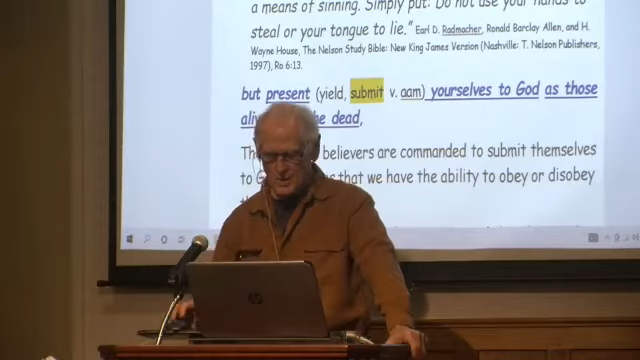 a means of sinning. Simply put: Do not use your hands to
steal or your tongue to lie." Earl D. Radmacher, Ronald Barclay Allen, and H.
Wayne House, The Nelson Study Bible: New King James Version (Nashville: T. Nelson Publishers,
1997), Ro 6:13.
but present (yield, submit v. aam) yourselves to God as those
he dead,
believers are commanded to submit themselves
to that we have the ability to obey or disobey
hp